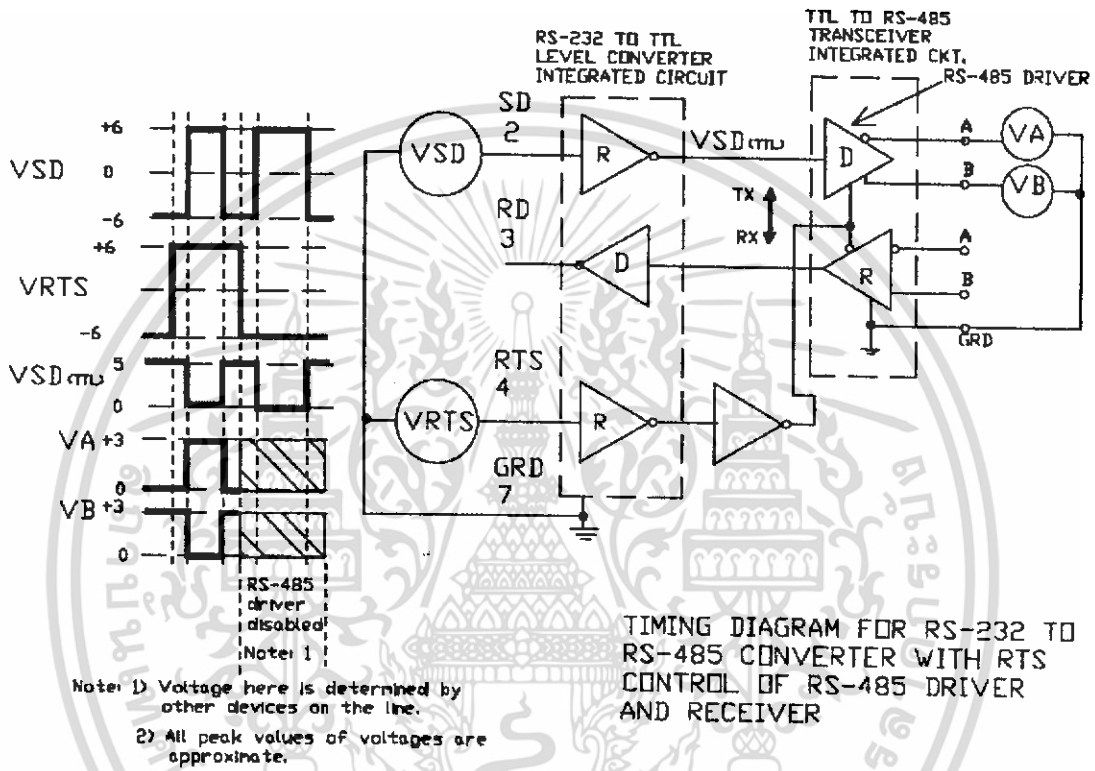 RS-232 TO TTL
LEVEL CONVERTER
INTEGRATED CIRCUIT
TTL TO RS-485
TRANSCEIVER
INTEGRATED CKT.
RS-485 DRIVER
VSD
+6
0
-6
VRTS
+6
-6
VSD(TTL)
5
0
VA
+3
0
VB
+3
0
RS-485
driver
disabled
Note: 1
SD
2
VSD
R
VSD(TTL)
RD
3
D
TX
RX
RTS
4
VRTS
R
GRD
7
D
A
VA
B
VB
R
A
B
GRD
Note: 1) Voltage here is determined by
other devices on the line.
2) All peak values of voltages are
approximate.
TIMING DIAGRAM FOR RS-232 TO
RS-485 CONVERTER WITH RTS
CONTROL OF RS-485 DRIVER
AND RECEIVER